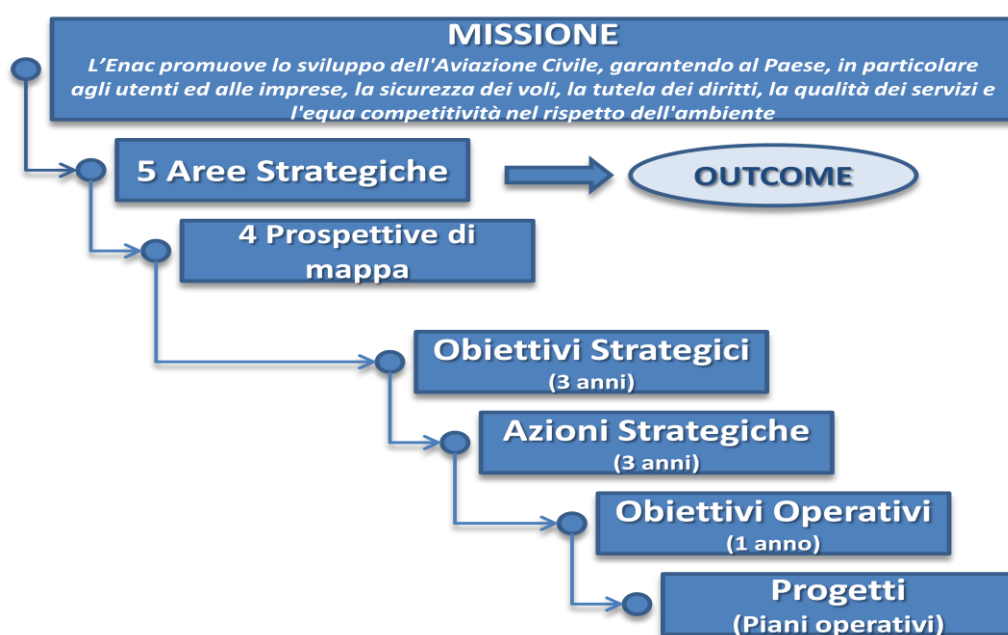 MISSIONE
L’Enac promuove lo sviluppo dell'Aviazione Civile, garantendo al Paese, in particolare
agli utenti ed alle imprese, la sicurezza dei voli, la tutela dei diritti, la qualità dei servizi e
l'equa competitività nel rispetto dell'ambiente
5 Aree Strategiche
OUTCOME
4 Prospettive di
mappa
Obiettivi Strategici
(3 anni)
Azioni Strategiche
(3 anni)
Obiettivi Operativi
(1 anno)
Progetti
(Piani operativi)